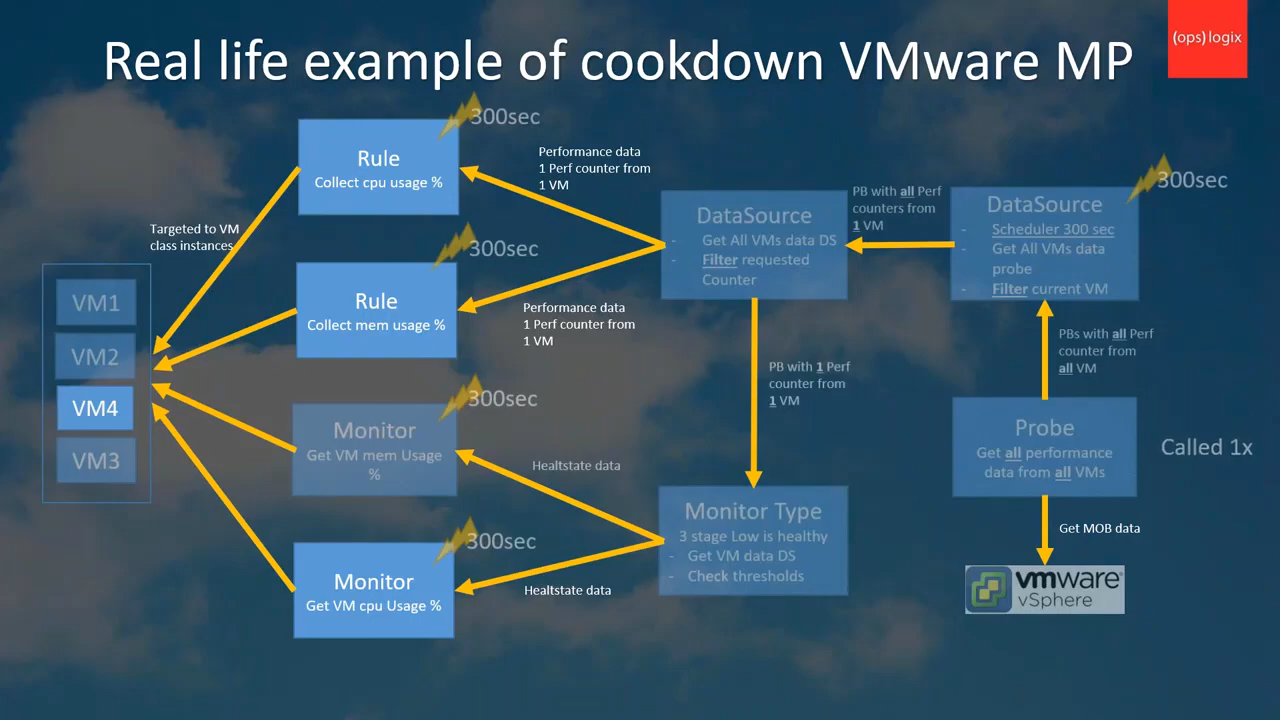 Real life example of cookdown VMware MP
(ops)logix
300sec
Rule
Collect cpu usage %
Performance data
1 Perf counter from
1 VM
Targeted to VM
class instances
300sec
Rule
Collect mem usage %
Performance data
1 Perf counter from
1 VM
VM1
VM2
VM4
VM3
300sec
Monitor
Get VM mem Usage
%
Healtstate data
300sec
Monitor
Get VM cpu Usage %
Healtstate data
DataSource
- Get All VMs data DS
- Filter requested
Counter
PB with all Perf
counters from
1 VM
300sec
DataSource
- Scheduler 300 sec
- Get All VMs data
probe
- Filter current VM
PB with 1 Perf
counter from
1 VM
PBs with all Perf
counter from
all VM
Monitor Type
3 stage Low is healthy
- Get VM data DS
- Check thresholds
Probe
Get all performance
data from all VMs
Called 1x
Get MOB data
vmware®
vSphere